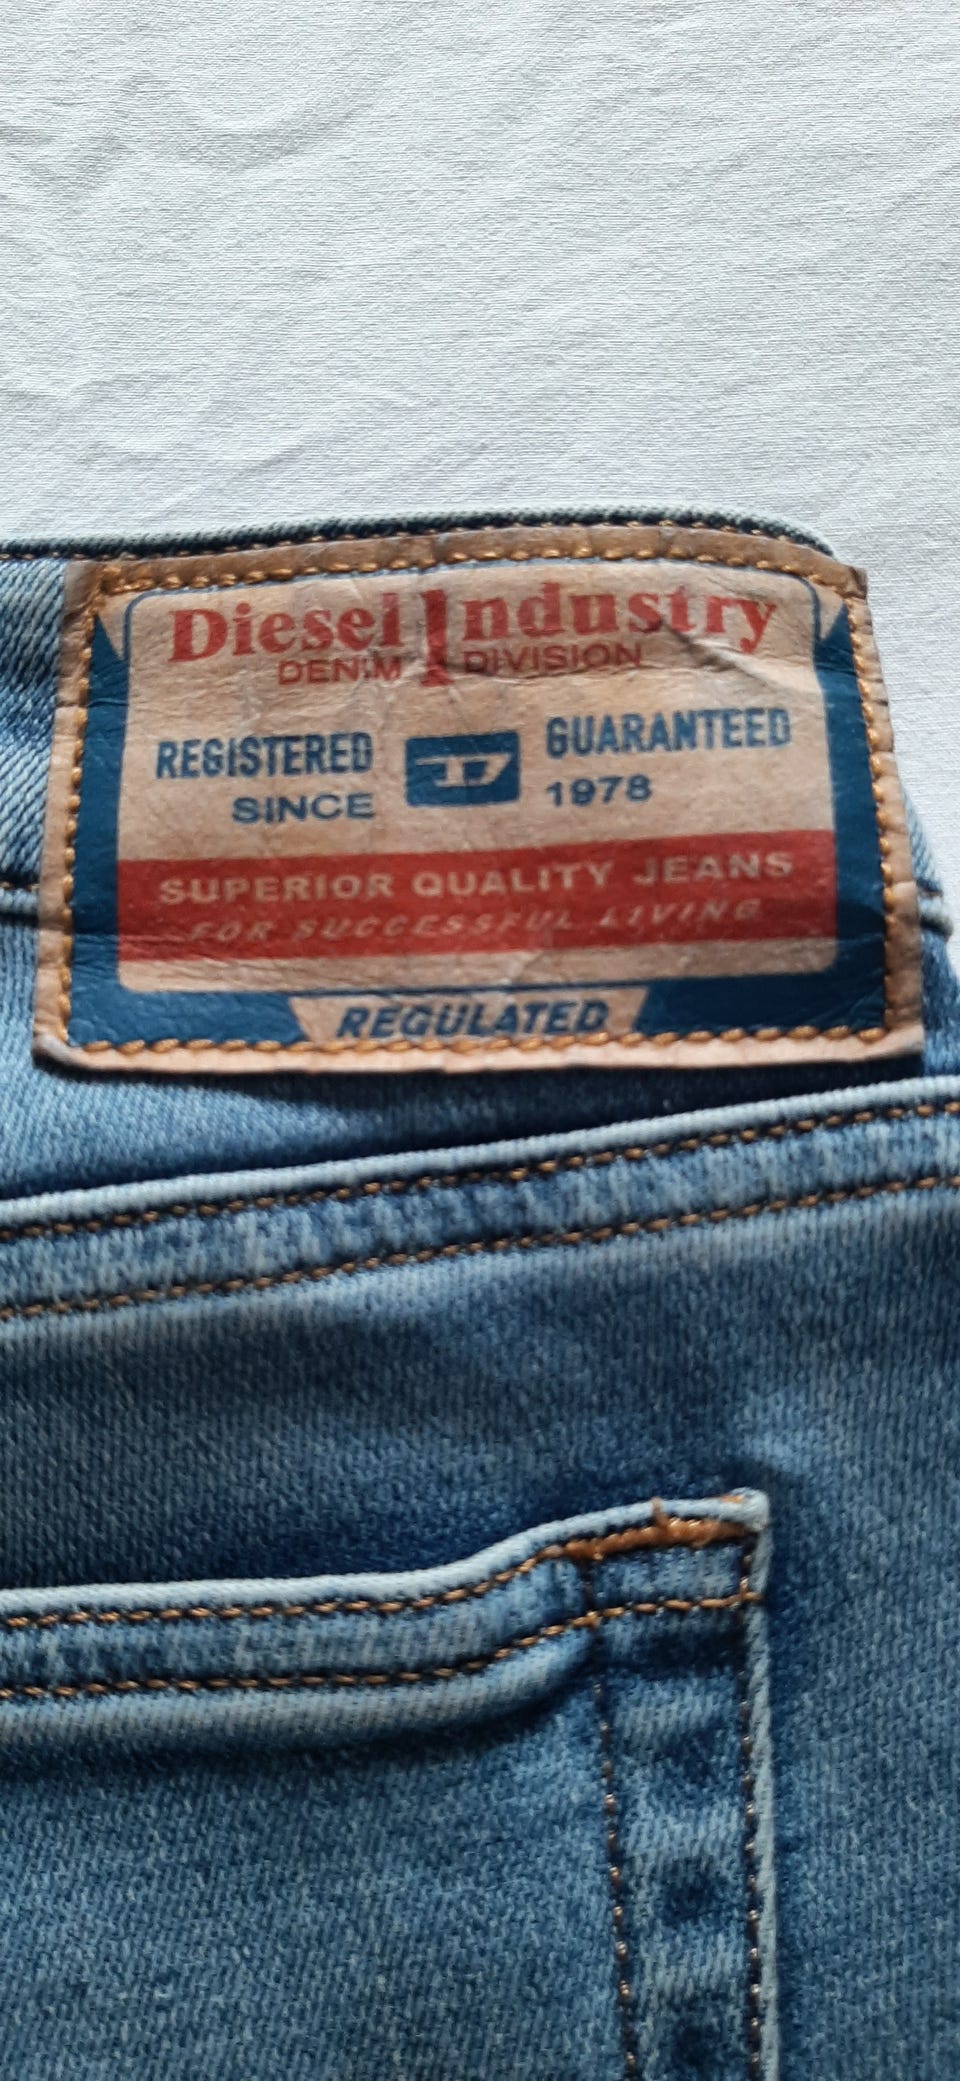 Diesel Industry
DENIM DIVISION
REGISTERED D GUARANTEED
SINCE 1978
SUPERIOR QUALITY JEANS
FOR SUCCESSFUL LIVING
REGULATED